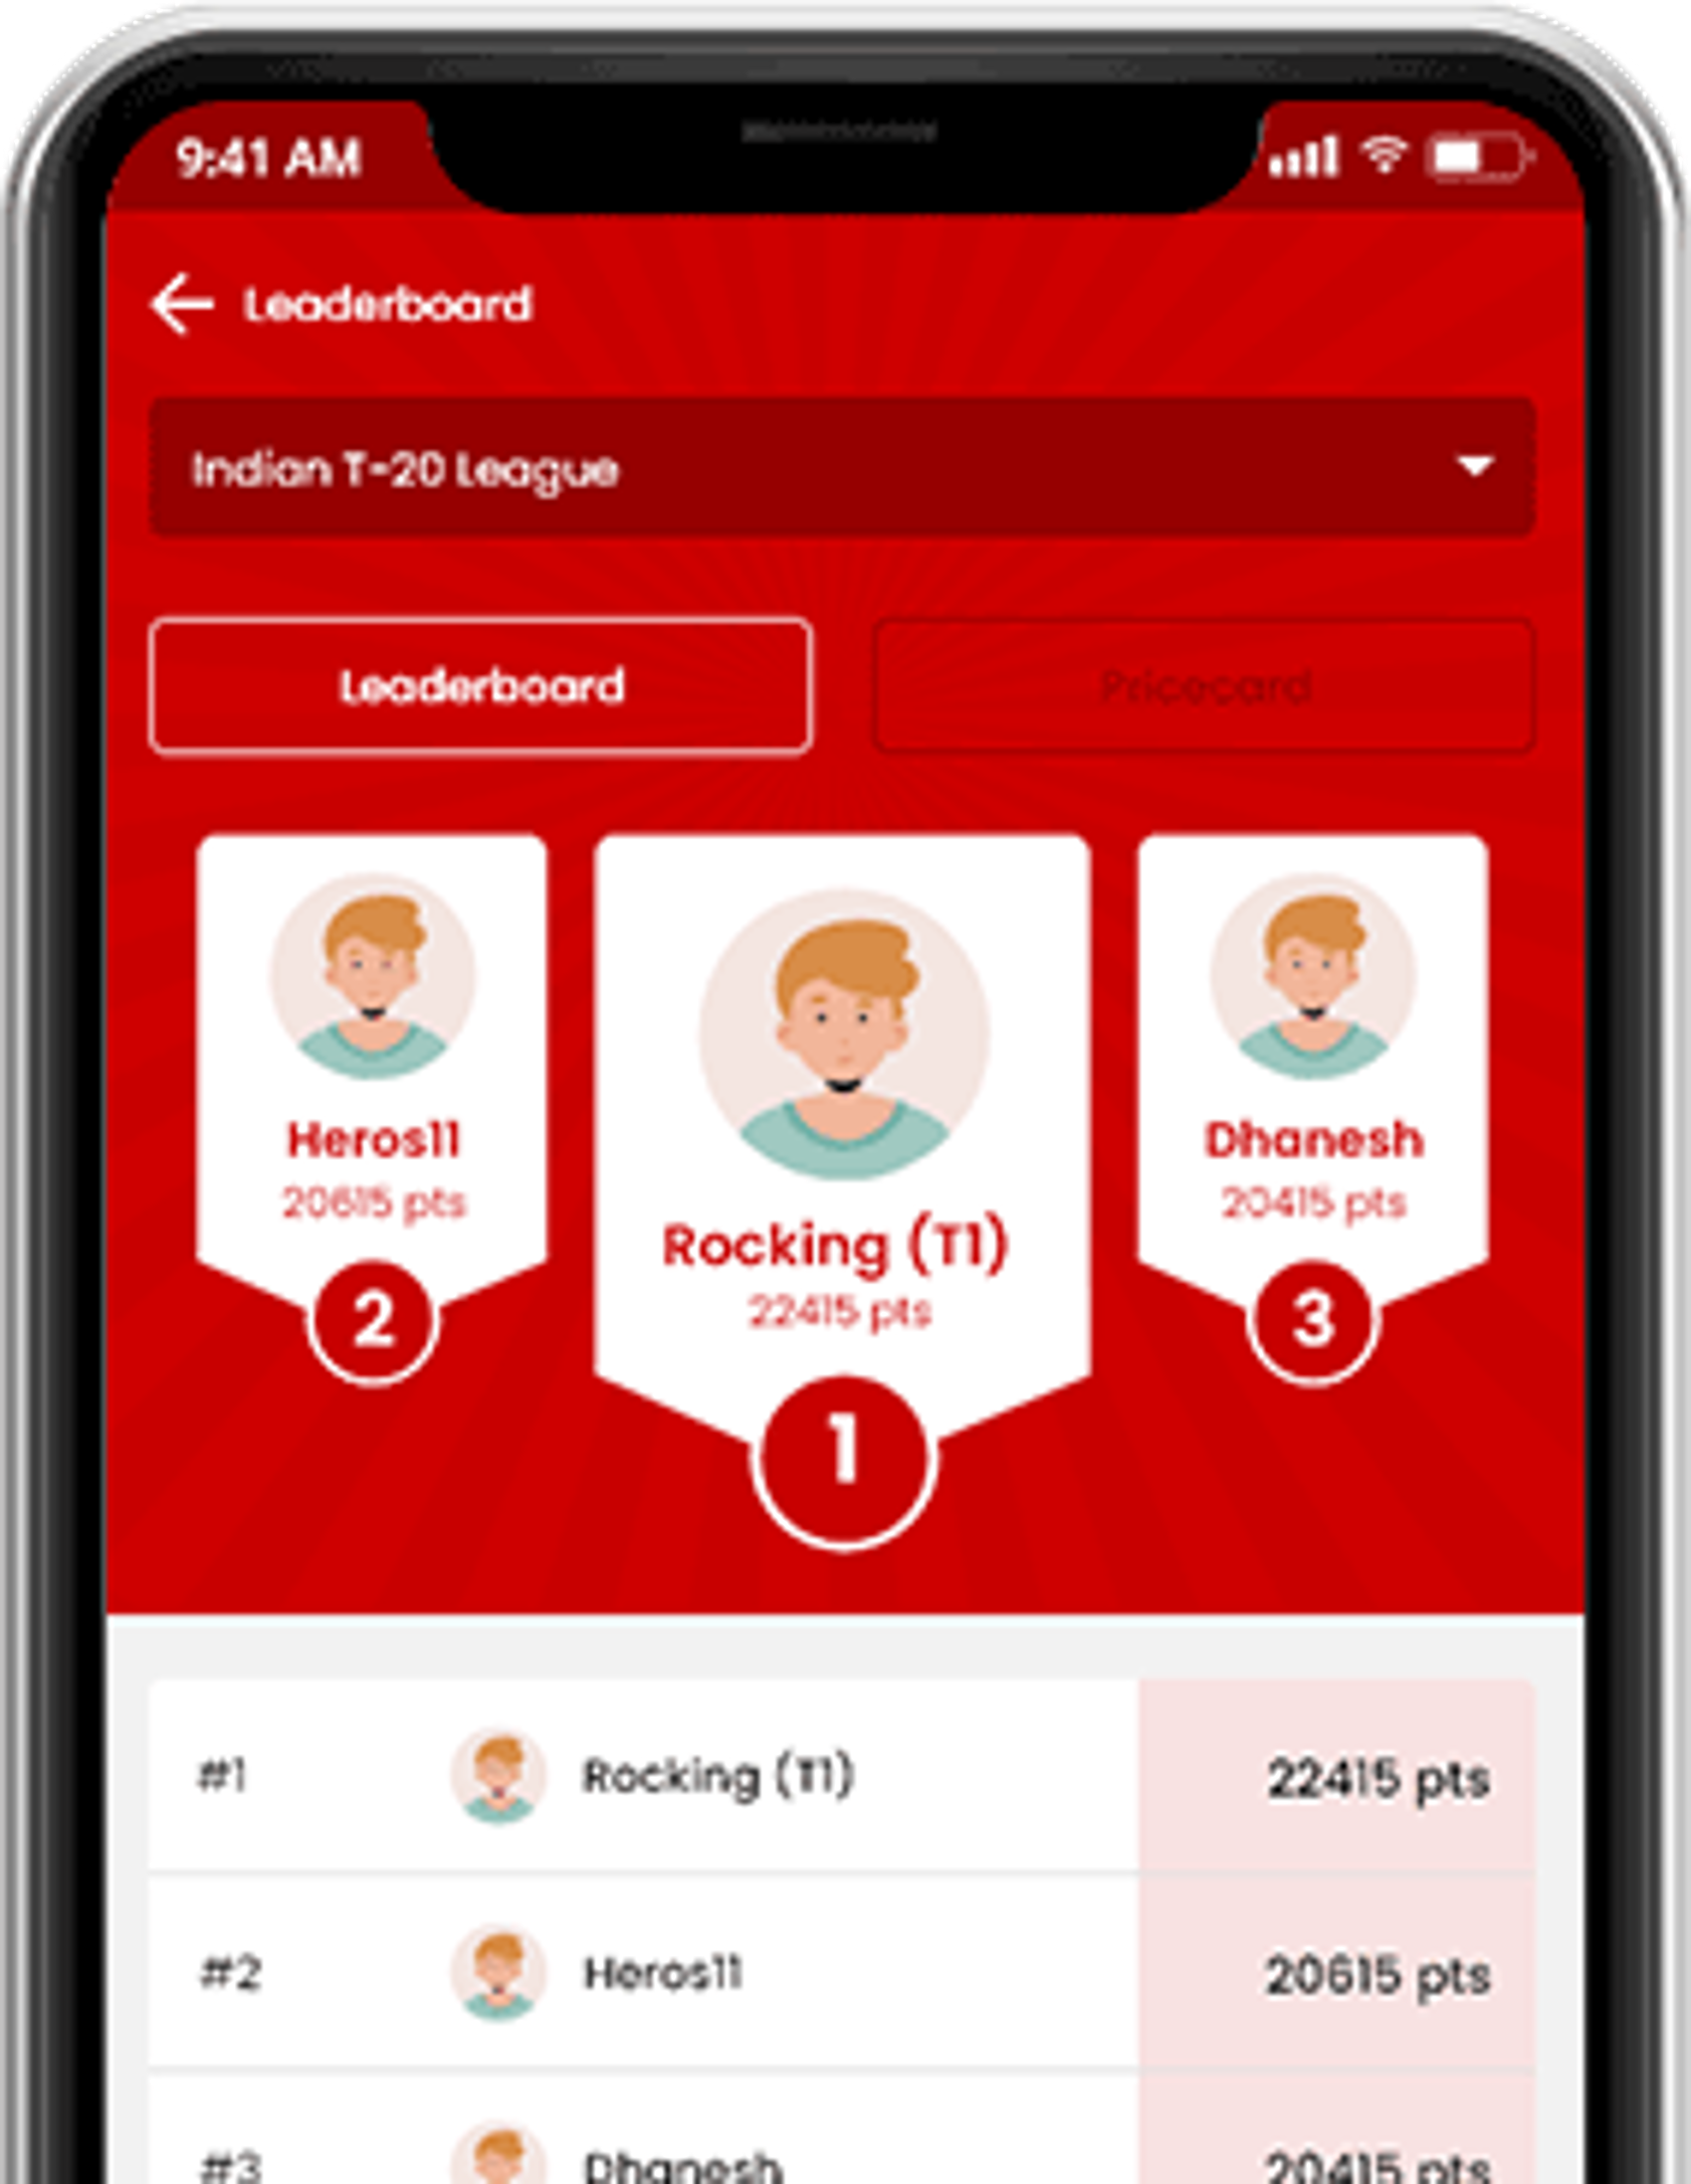 9:41 AM
Leaderboard
Indian T-20 League
Leaderboard
Pricecard
Heros11
20615 pts
2
Rocking (T1)
22415 pts
1
Dhanesh
20415 pts
3
#1 Rocking (T1) 22415 pts
#2 Heros11 20615 pts
#3 Dhanesh 20415 pts